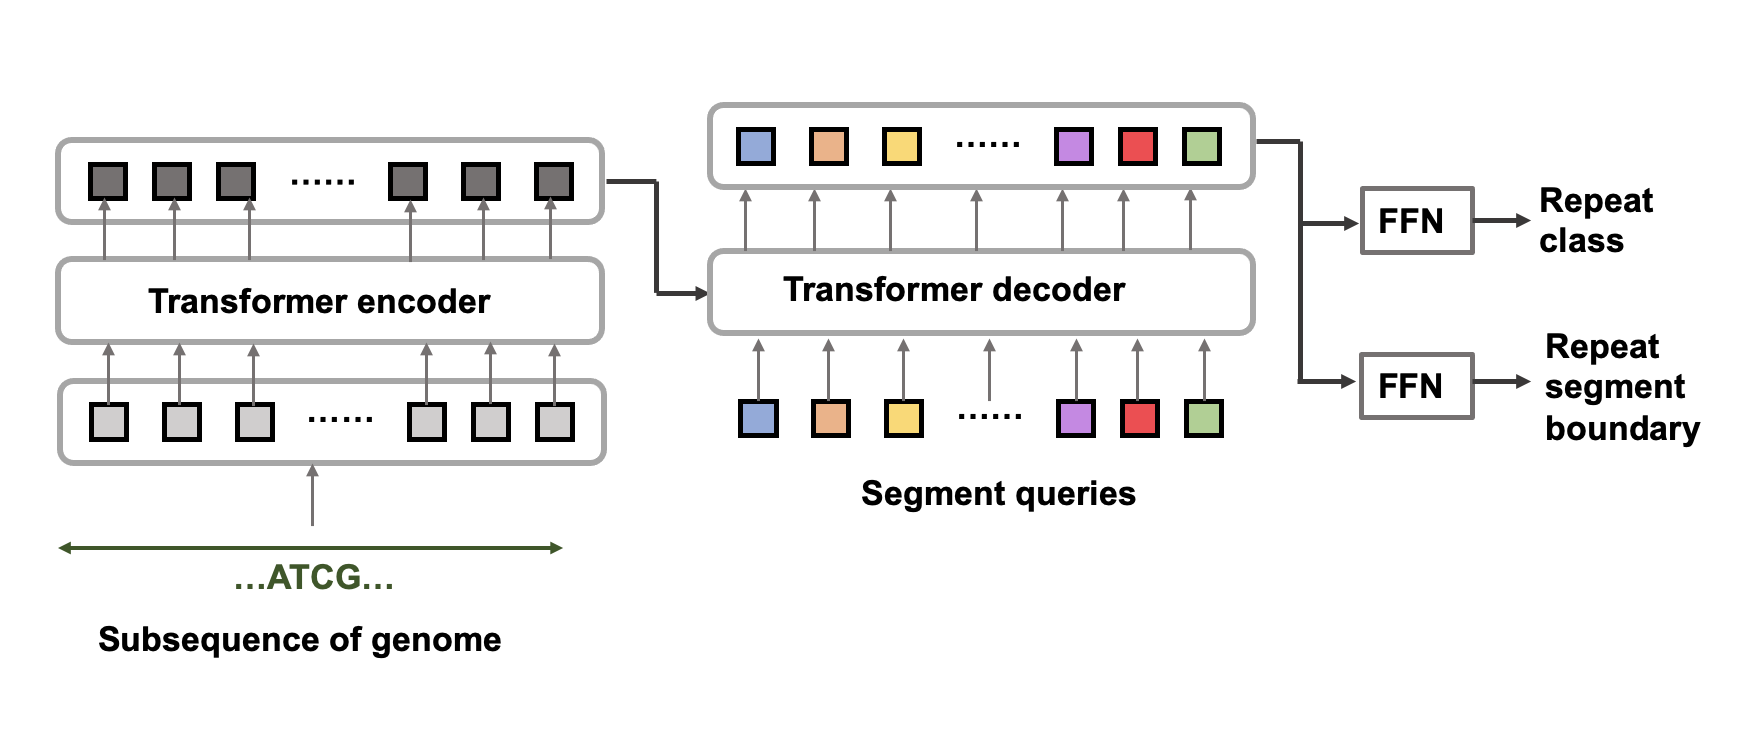 Transformer encoder
......
......
...ATCG...
Subsequence of genome
......
Transformer decoder
......
Segment queries
FFN
Repeat
class
FFN
Repeat
segment
boundary